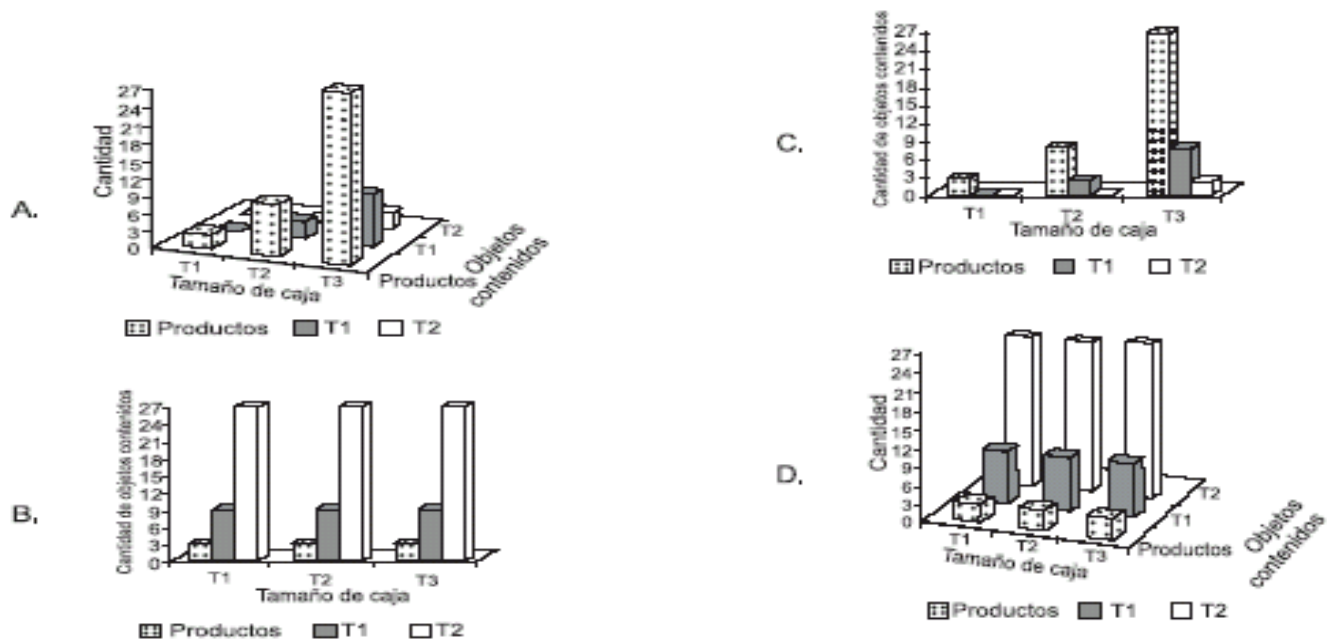 A.
Cantidad
27
24
21
18
15
12
9
6
3
0
T1
T2
T3
Tamaño de caja
Productos
T1
T2
Objetos
contenidos
Productos T1 T2
B.
Cantidad de objetos contenidos
27
24
21
18
15
12
9
6
3
0
T1 T2 T3
Tamaño de caja
Productos T1 T2
C.
Cantidad de objetos contenidos
27
24
21
18
15
12
9
6
3
0
T1 T2 T3
Tamaño de caja
Productos T1 T2
D.
Cantidad
27
24
21
18
15
12
9
6
3
0
T1
T2
T3
Tamaño de caja
Productos
T1
T2
Objetos
contenidos
Productos T1 T2